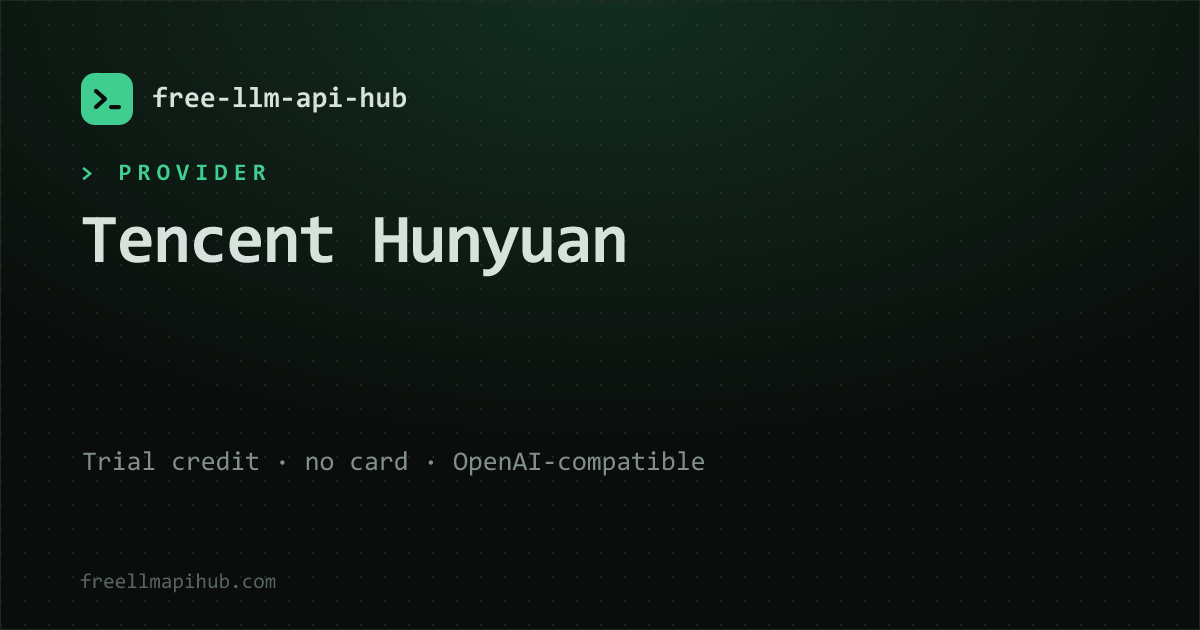 free-llm-api-hub
> PROVIDER
Tencent Hunyuan
Trial credit · no card · OpenAI-compatible
freellmapihub.com